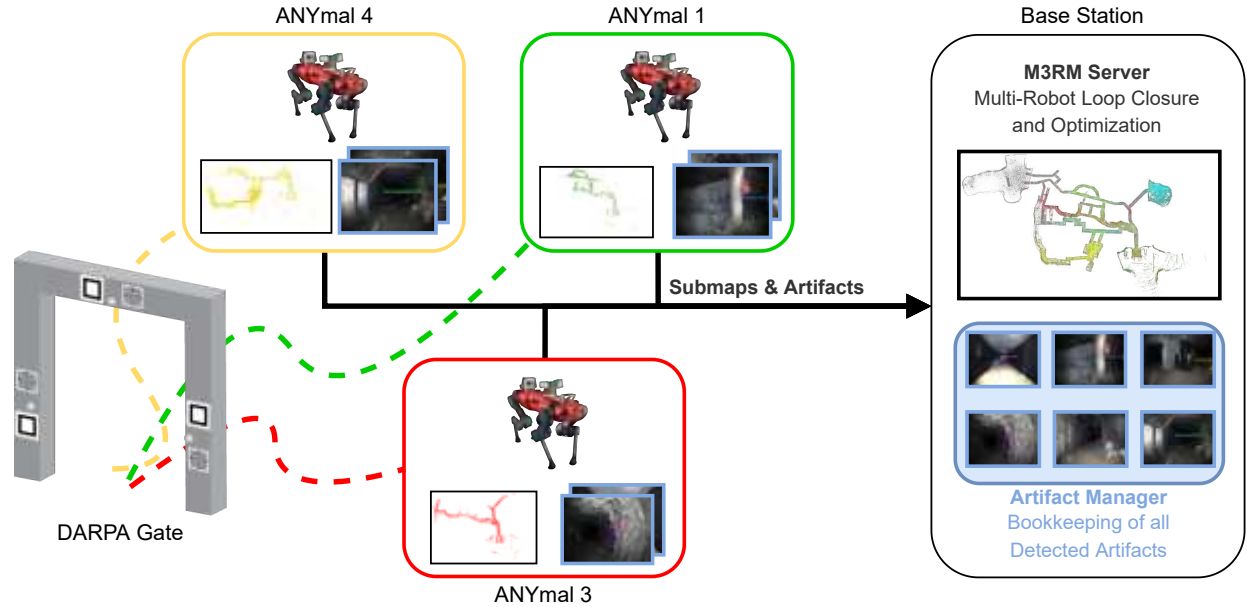 ANYmal 4
ANYmal 1
Base Station
M3RM Server
Multi-Robot Loop Closure
and Optimization
Submaps & Artifacts
DARPA Gate
ANYmal 3
Artifact Manager
Bookkeeping of all
Detected Artifacts